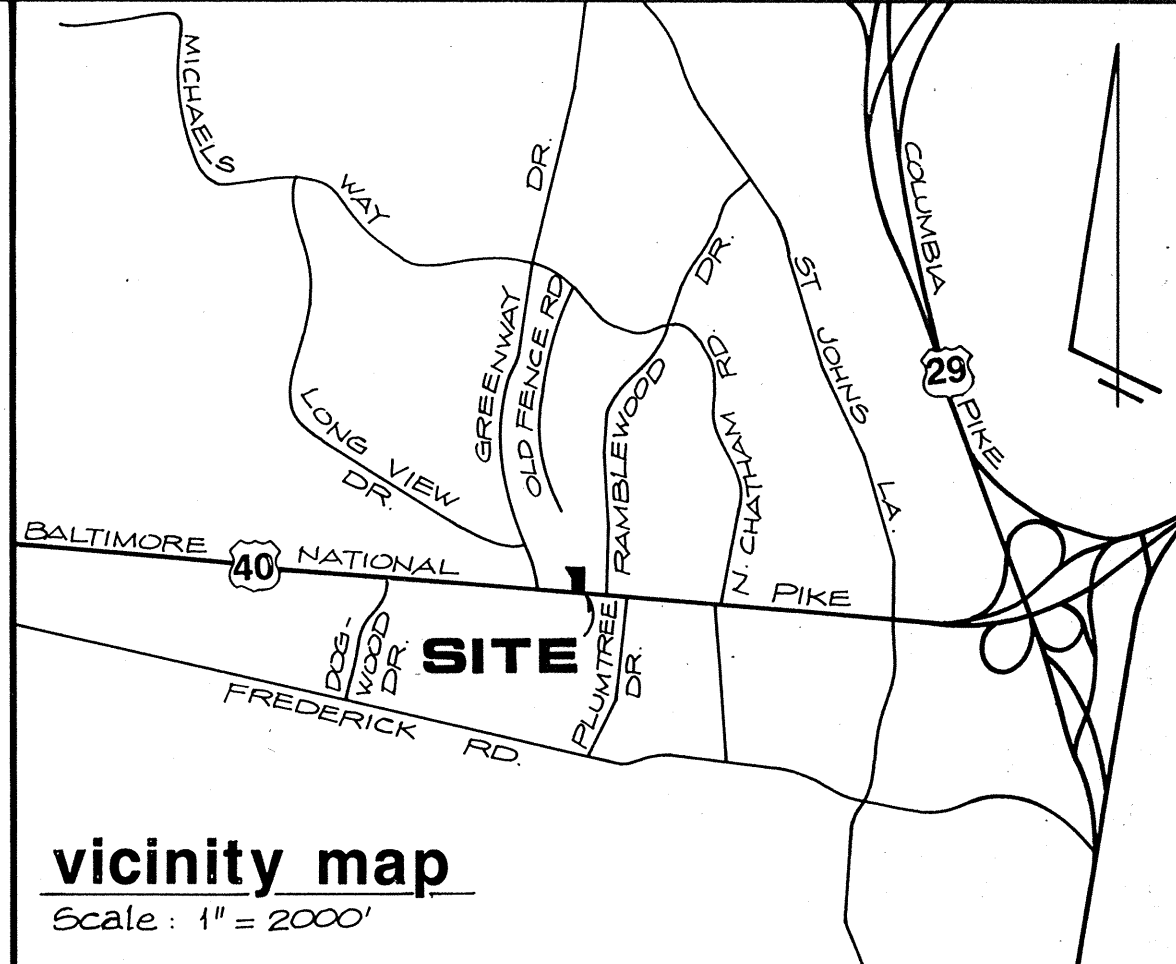 MICHAELS
WAY
DR.
DR.
COLUMBIA
29
PIKE
ST JOHNS
LA.
GREENWAY
OLD FENCE RD
RAMBLEWOOD
N. CHATHAM RD.
LONG VIEW
DR.
BALTIMORE
40
NATIONAL
PIKE
DOG-
WOOD
DR.
SITE
PLUMTREE
DR.
FREDERICK RD.
vicinity map
Scale : 1" = 2000'